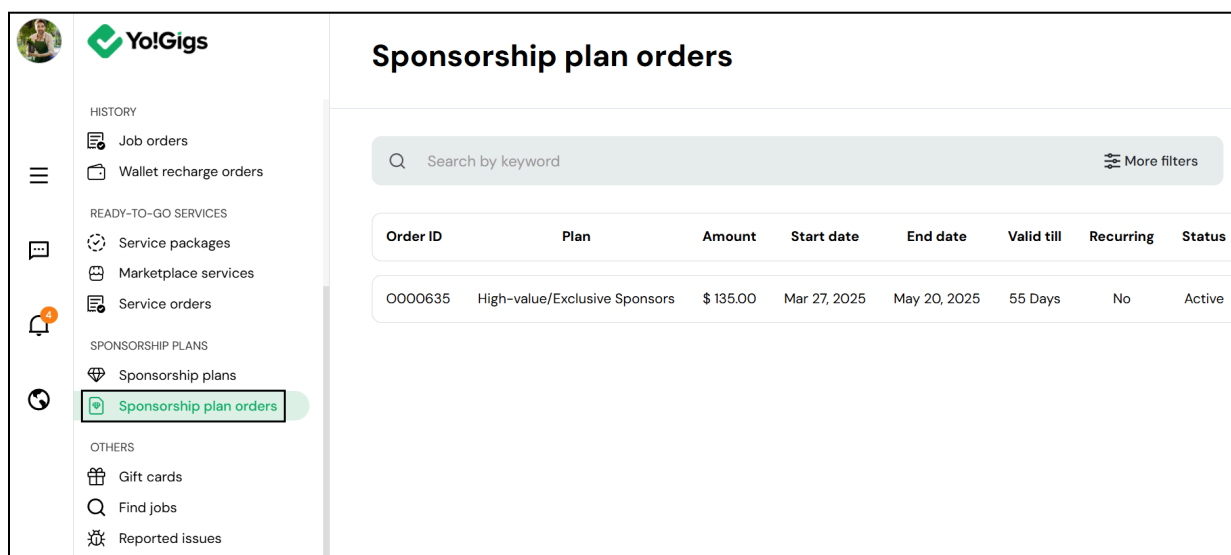 Yo!Gigs
HISTORY
Job orders
Wallet recharge orders
READY-TO-GO SERVICES
Service packages
Marketplace services
Service orders
SPONSORSHIP PLANS
Sponsorship plans
Sponsorship plan orders
OTHERS
Gift cards
Find jobs
Reported issues
4
Sponsorship plan orders
Search by keyword More filters
Order ID Plan Amount Start date End date Valid till Recurring Status
O000635 High-value/Exclusive Sponsors $ 135.00 Mar 27, 2025 May 20, 2025 55 Days No Active